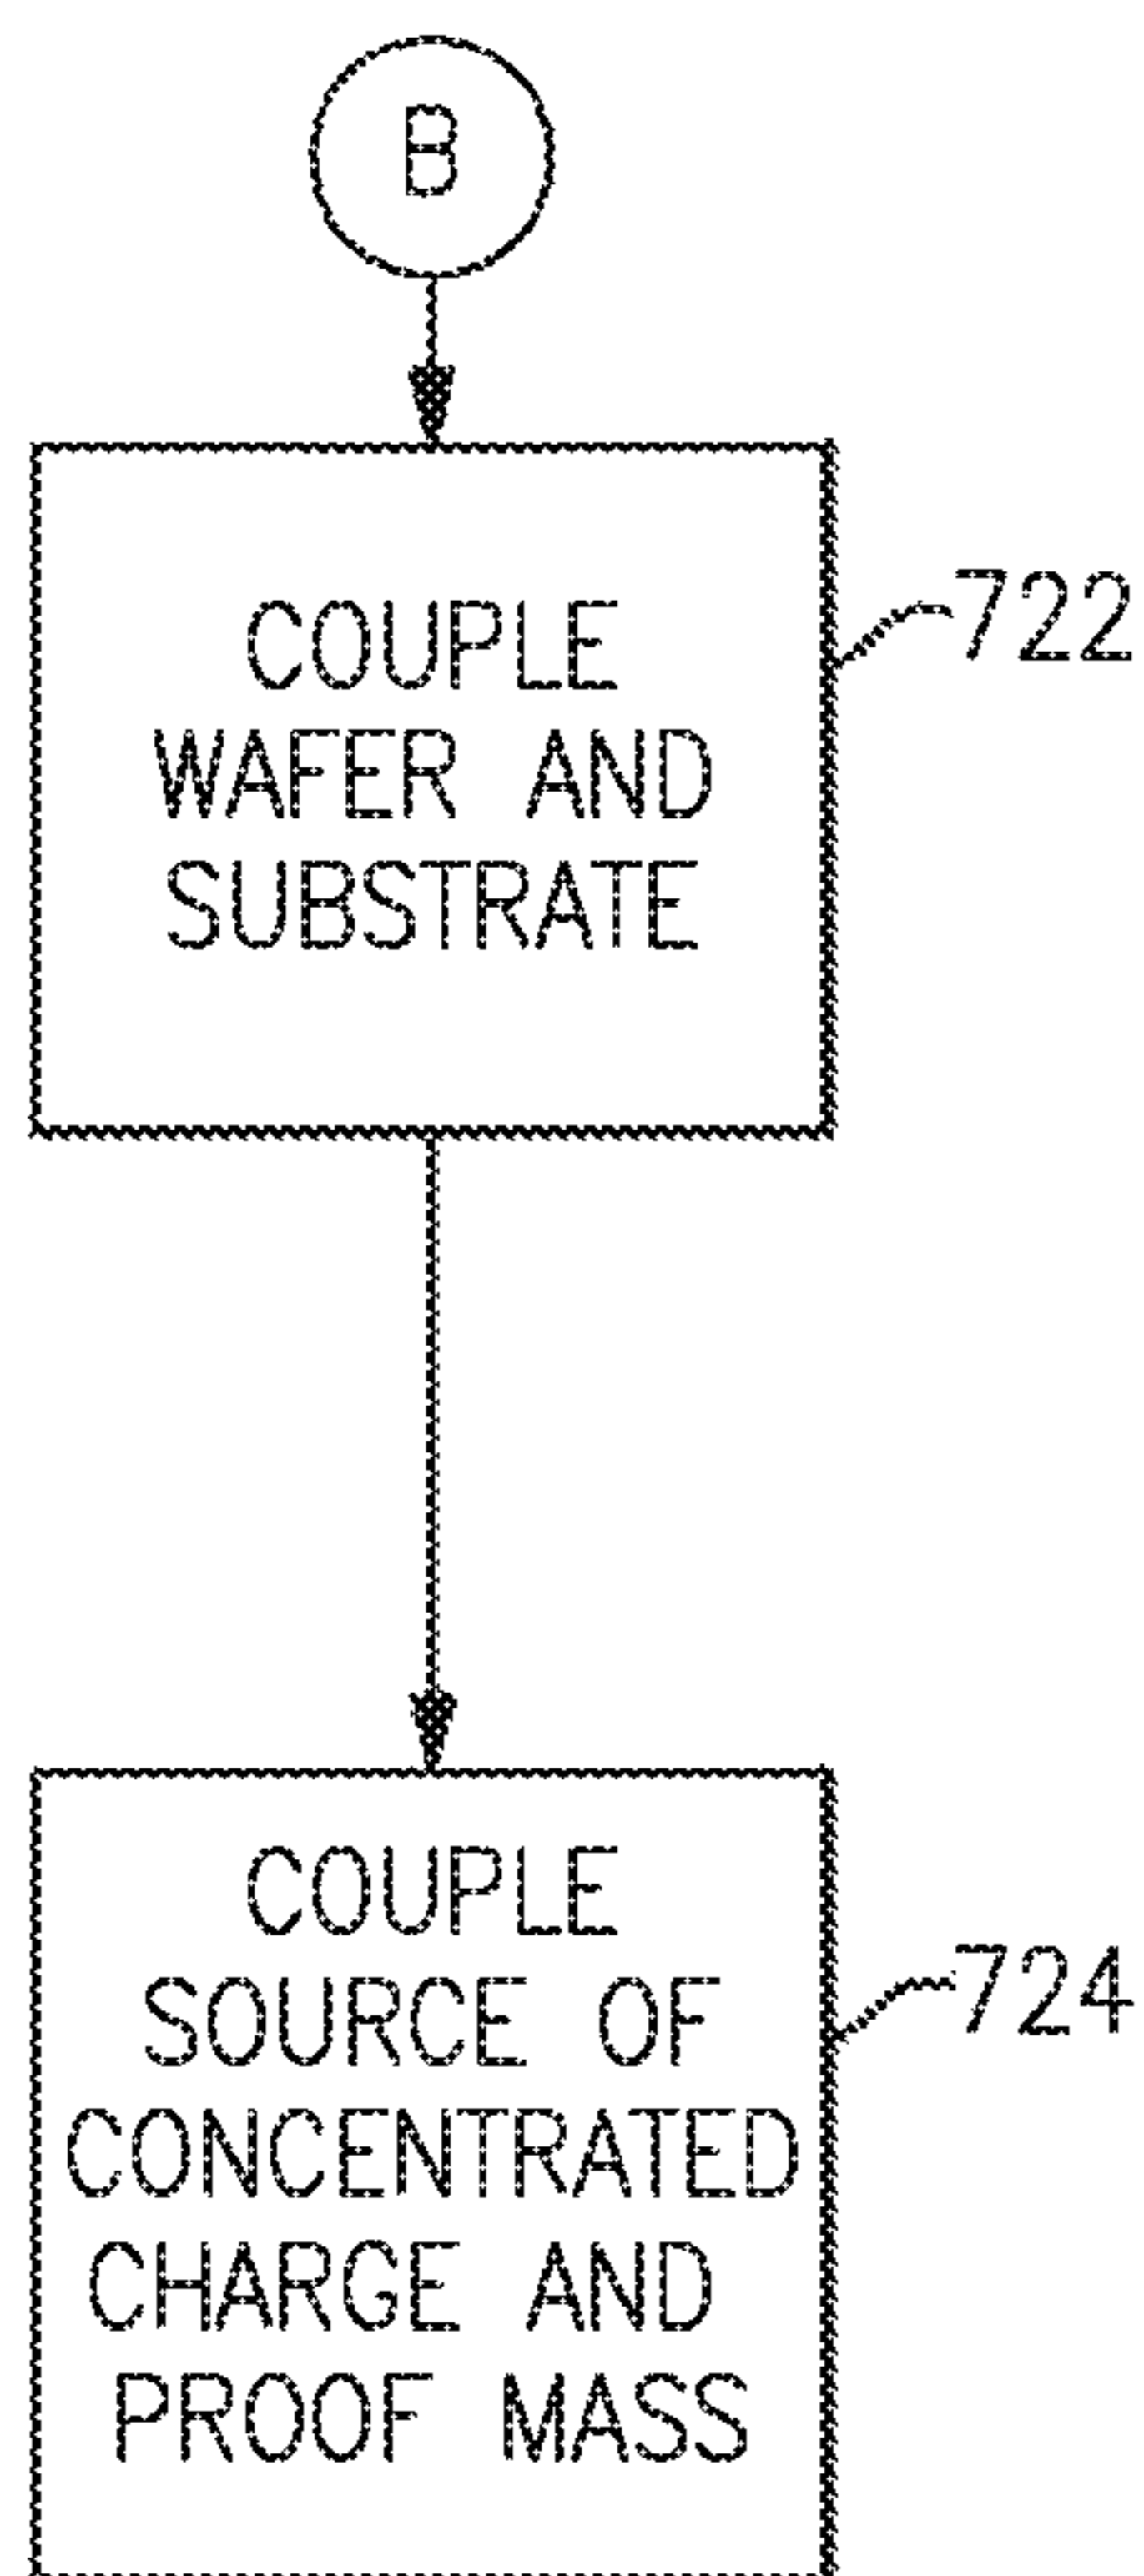 B
COUPLE
WAFER AND
SUBSTRATE
722
COUPLE
SOURCE OF
CONCENTRATED
CHARGE AND
PROOF MASS
724